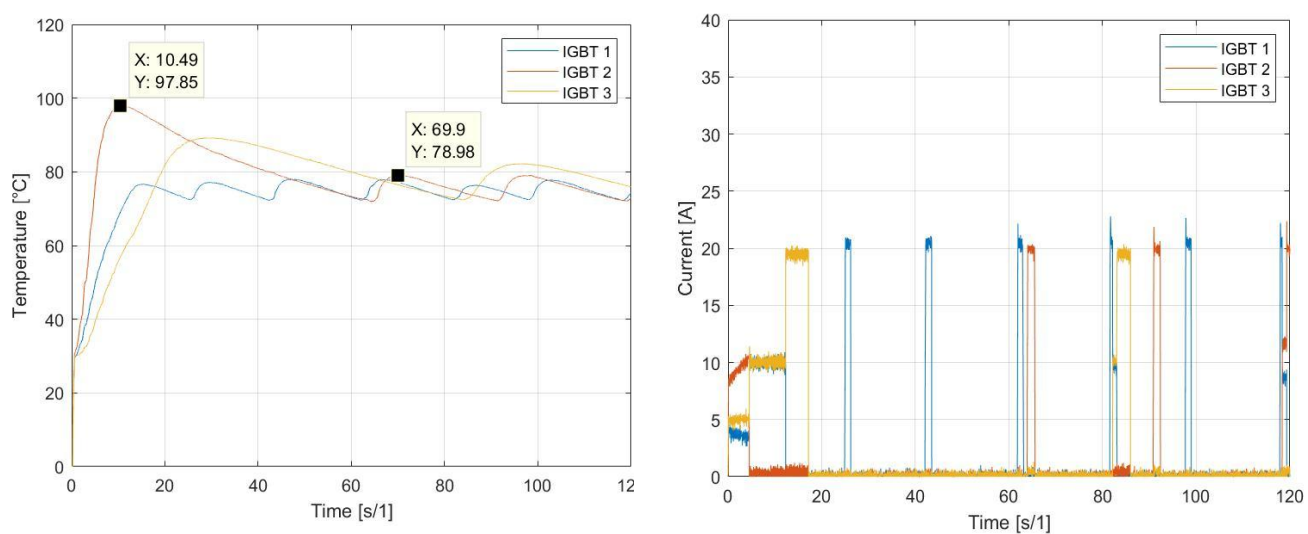 120
100
80
60
40
20
0
Temperature [°C]
X: 10.49
Y: 97.85
X: 69.9
Y: 78.98
IGBT 1
IGBT 2
IGBT 3
0 20 40 60 80 100 120
Time [s/1]
40
35
30
25
20
15
10
5
0
Current [A]
IGBT 1
IGBT 2
IGBT 3
0 20 40 60 80 100 120
Time [s/1]